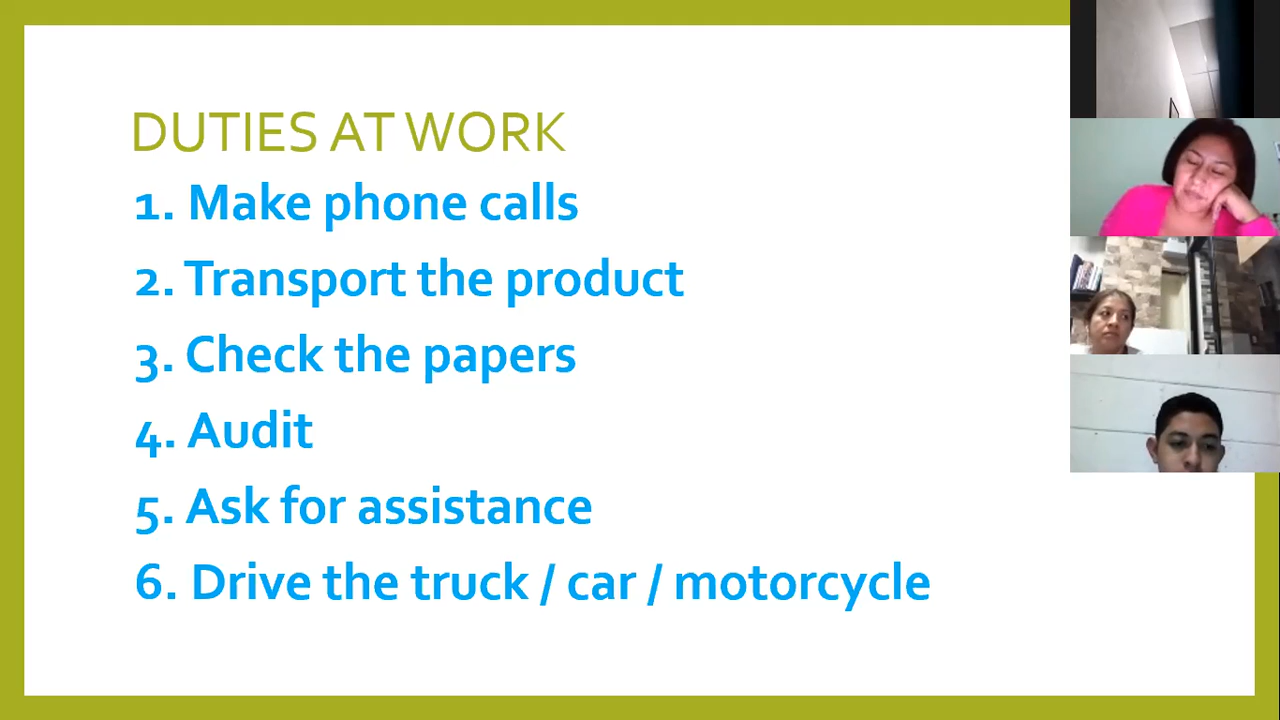 DUTIES AT WORK
1. Make phone calls
2. Transport the product
3. Check the papers
4. Audit
5. Ask for assistance
6. Drive the truck / car / motorcycle